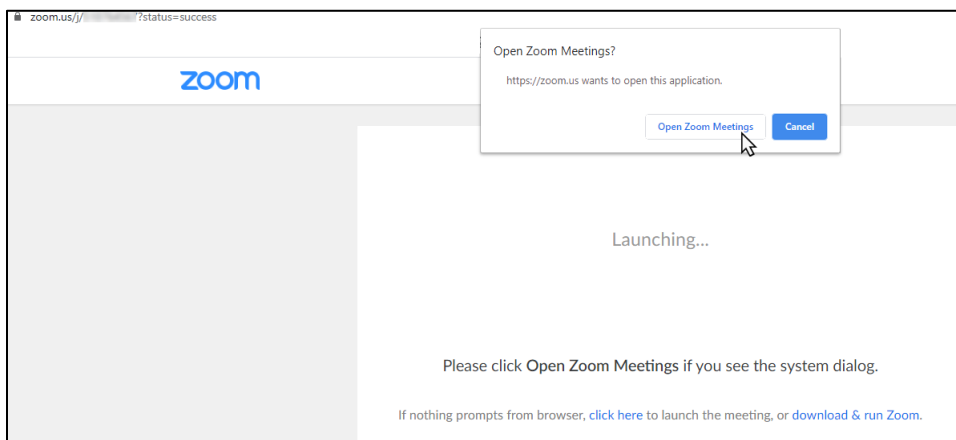 zoom.us/j/ ?status=success
Open Zoom Meetings?
https://zoom.us wants to open this application.
Open Zoom Meetings
Cancel
zoom
Launching...
Please click Open Zoom Meetings if you see the system dialog.
If nothing prompts from browser, click here to launch the meeting, or download & run Zoom.